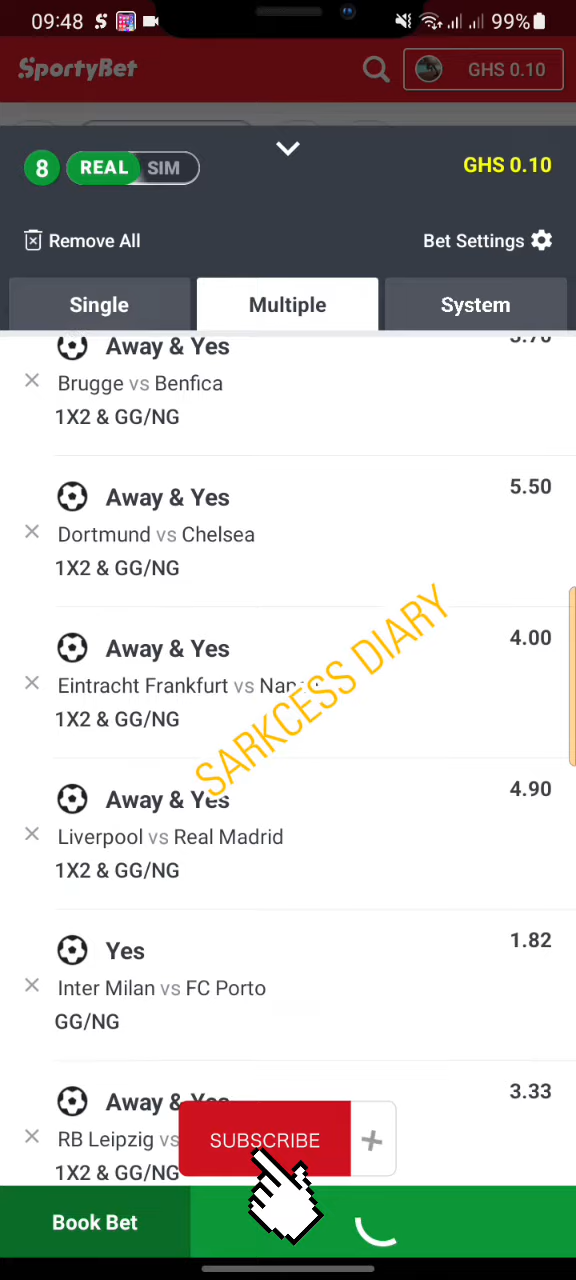 09:48
99%
SportyBet
GHS 0.10
8
REAL SIM
GHS 0.10
Remove All
Bet Settings
Single
Multiple
System
Away & Yes
Brugge vs Benfica
1X2 & GG/NG
Away & Yes
5.50
Dortmund vs Chelsea
1X2 & GG/NG
Away & Yes
4.00
Eintracht Frankfurt vs
1X2 & GG/NG
SARKCESS DIARY
Away & Yes
4.90
Liverpool vs Real Madrid
1X2 & GG/NG
Yes
1.82
Inter Milan vs FC Porto
GG/NG
Away & Yes
3.33
RB Leipzig vs
1X2 & GG/NG
SUBSCRIBE
Book Bet